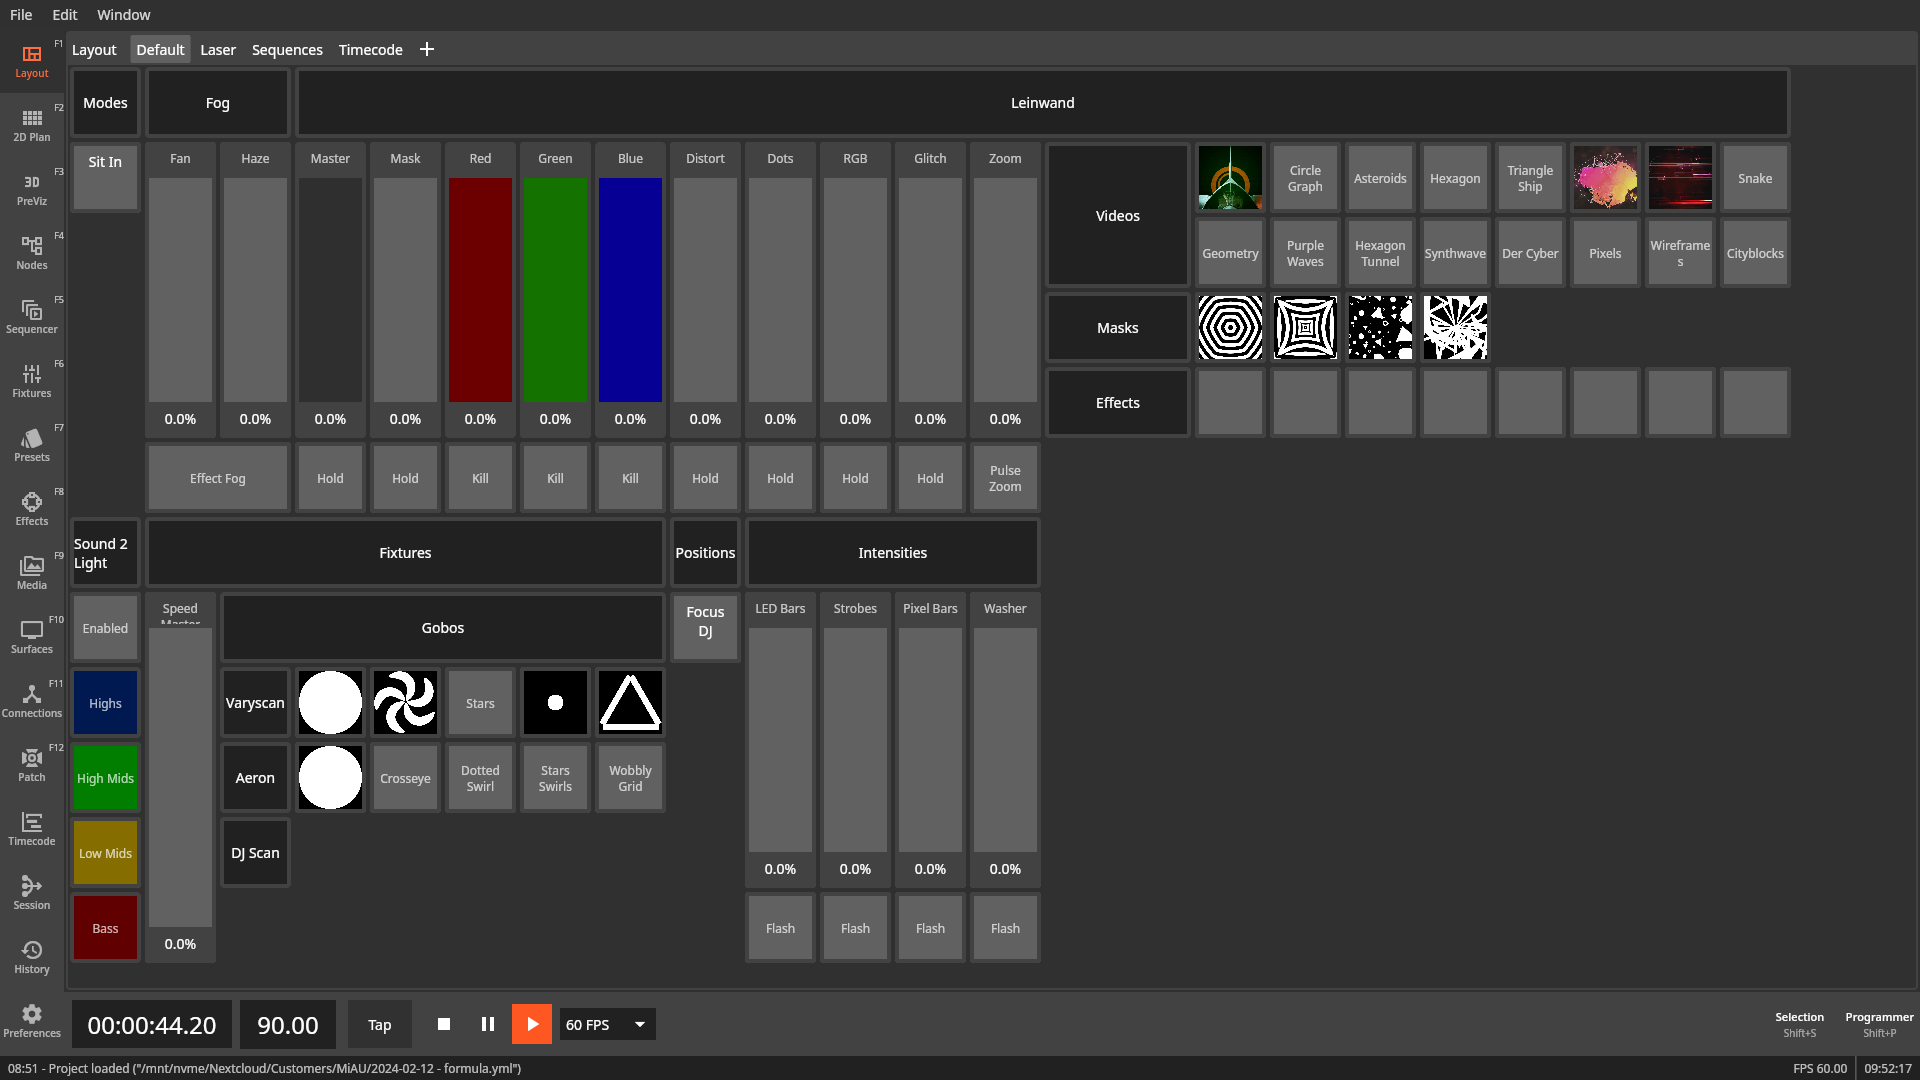 File Edit Window
F1
Layout
F2
2D Plan
F3
3D
PreViz
F4
Nodes
F5
Sequencer
F6
Fixtures
F7
Presets
F8
Effects
F9
Media
F10
Surfaces
F11
Connections
F12
Patch
Timecode
Session
History
Preferences
Layout Default Laser Sequences Timecode
Modes Fog Leinwand
Sit In
Fan Haze Master Mask Red Green Blue Distort Dots RGB Glitch Zoom
0.0% 0.0% 0.0% 0.0% 0.0% 0.0% 0.0% 0.0% 0.0% 0.0% 0.0% 0.0%
Effect Fog Hold Hold Kill Kill Kill Hold Hold Hold Hold Pulse
Zoom
Videos
Circle
Graph
Asteroids
Hexagon
Triangle
Ship
Snake
Geometry
Purple
Waves
Hexagon
Tunnel
Synthwave
Der Cyber
Pixels
Wireframe
s
Cityblocks
Masks
Effects
Sound 2
Light
Fixtures Positions Intensities
Enabled
Highs
High Mids
Low Mids
Bass
Speed
Master
0.0%
Gobos
Varyscan
Stars
Aeron
Crosseye
Dotted
Swirl
Stars
Swirls
Wobbly
Grid
DJ Scan
Focus
DJ
LED Bars Strobes Pixel Bars Washer
0.0% 0.0% 0.0% 0.0%
Flash Flash Flash Flash
00:00:44.20 90.00 Tap 60 FPS
Selection
Shift+S
Programmer
Shift+P
08:51 - Project loaded ("/mnt/nvme/Nextcloud/Customers/MiAU/2024-02-12 - formula.yml")
FPS 60.00 09:52:17